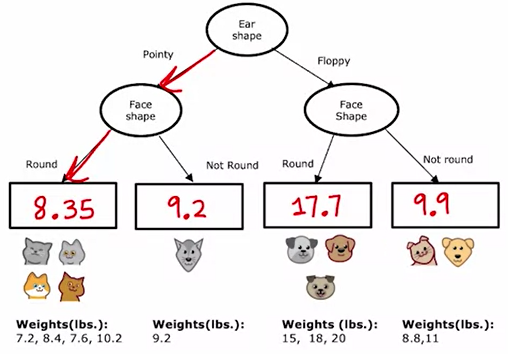 Ear
shape
Pointy
Floppy
Face
shape
Face
Shape
Round
Not Round
Round
Not round
8.35
9.2
17.7
9.9
Weights(lbs.):
7.2, 8.4, 7.6, 10.2
Weights(lbs.):
9.2
Weights(lbs.):
15, 18, 20
Weights(lbs.):
8.8,11